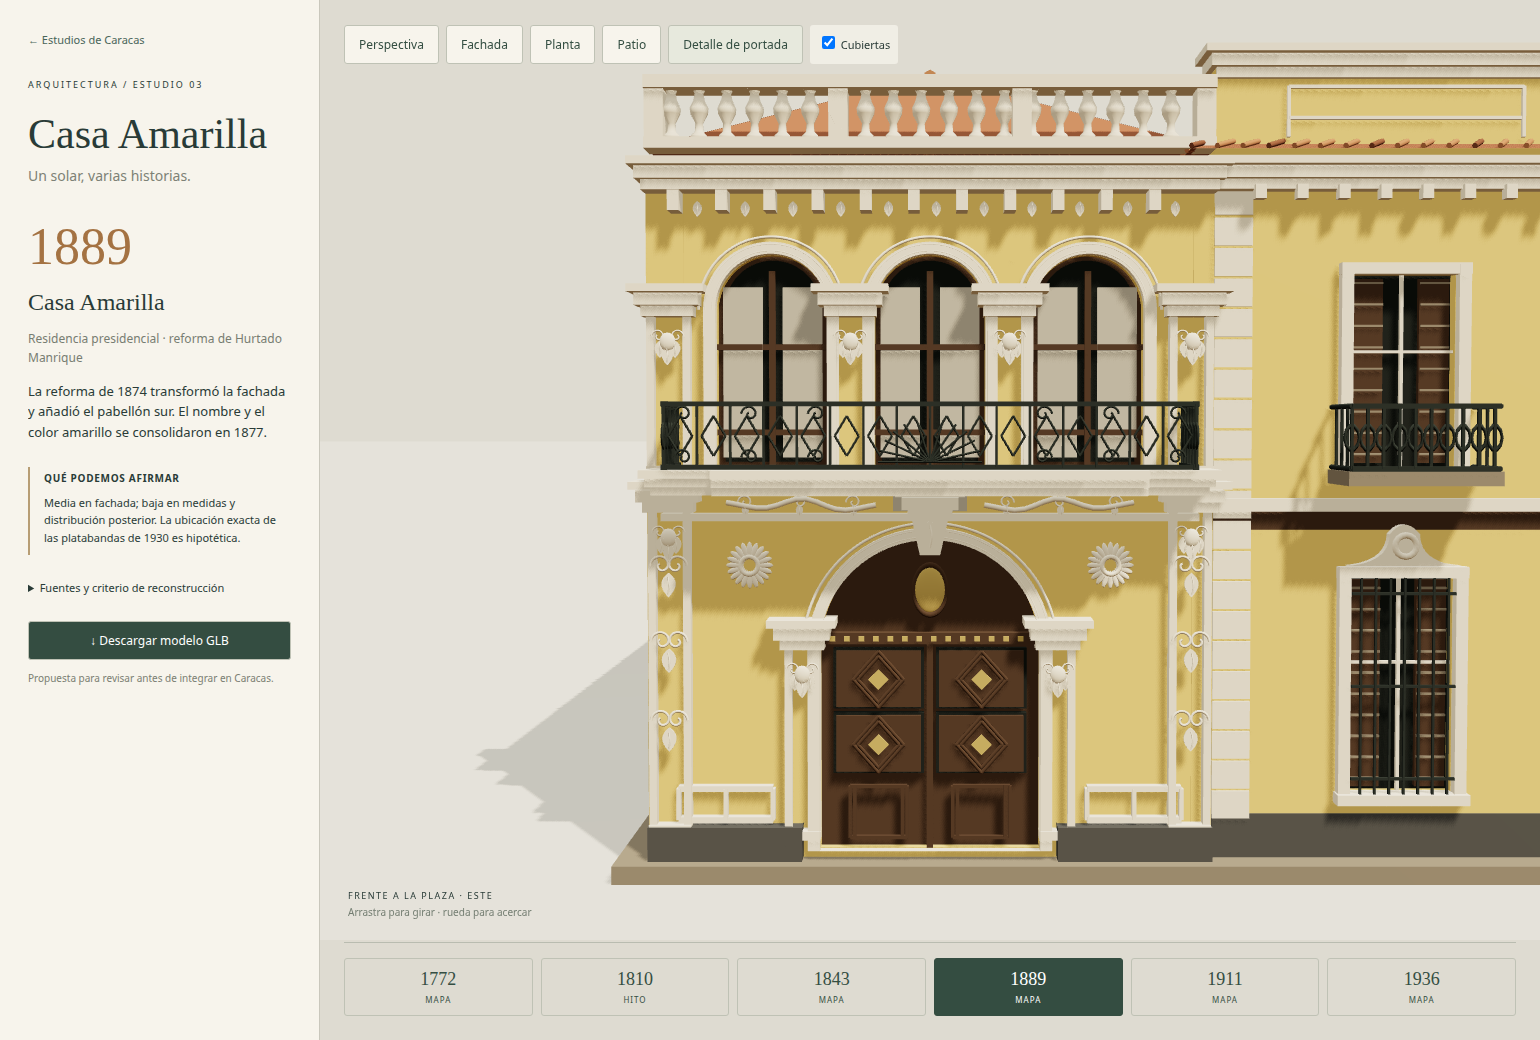 ← Estudios de Caracas
ARQUITECTURA / ESTUDIO 03
Casa Amarilla
Un solar, varias historias.
1889
Casa Amarilla
Residencia presidencial · reforma de Hurtado
Manrique
La reforma de 1874 transformó la fachada
y añadió el pabellón sur. El nombre y el
color amarillo se consolidaron en 1877.
QUÉ PODEMOS AFIRMAR
Media en fachada; baja en medidas y
distribución posterior. La ubicación exacta de
las platabandas de 1930 es hipotética.
▶ Fuentes y criterio de reconstrucción
↓ Descargar modelo GLB
Propuesta para revisar antes de integrar en Caracas.
Perspectiva
Fachada
Planta
Patio
Detalle de portada
Cubiertas
FRENTE A LA PLAZA · ESTE
Arrastra para girar · rueda para acercar
1772
MAPA
1810
HITO
1843
MAPA
1889
MAPA
1911
MAPA
1936
MAPA